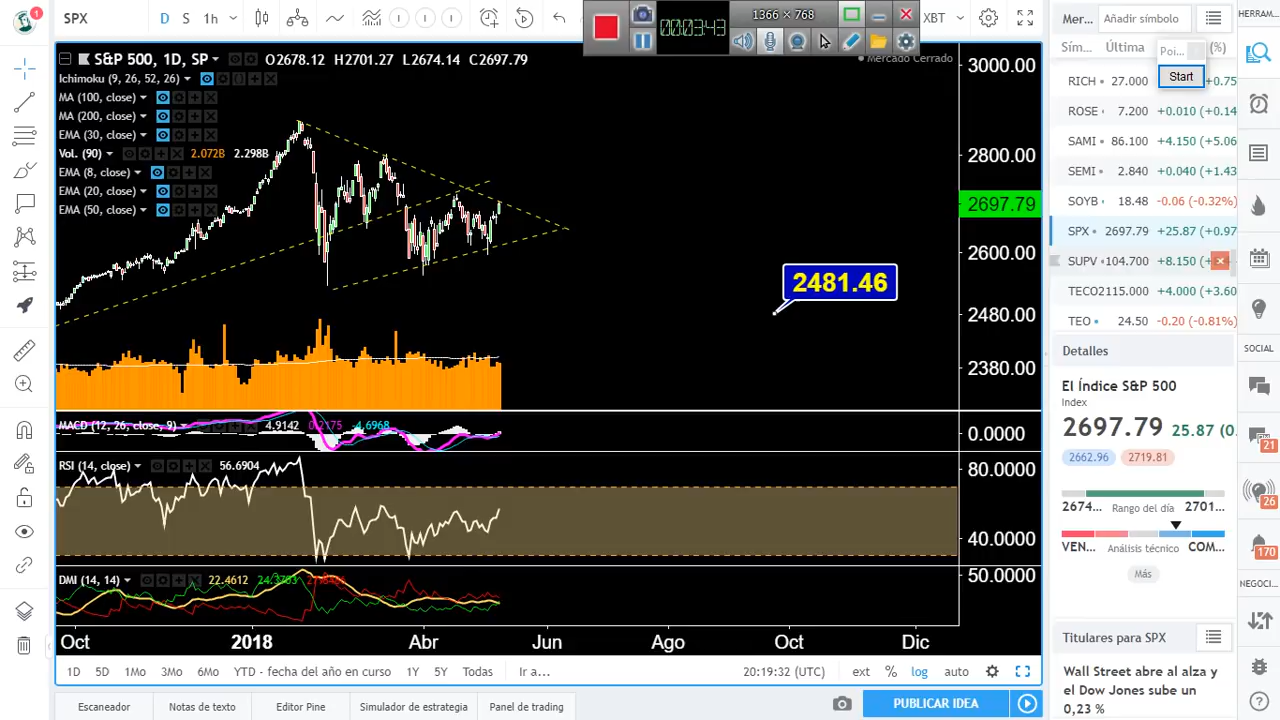 1
SPX
D
S
1h
00:03:43
1366 × 768
XBT
Mer...
Añadir símbolo
HERRAM.
S&P 500, 1D, SP
O2678.12 H2701.27 L2674.14 C2697.79
Mercado Cerrado
Ichimoku (9, 26, 52, 26)
MA (100, close)
MA (200, close)
EMA (30, close)
Vol. (90)
2.072B
2.298B
EMA (8, close)
EMA (20, close)
EMA (50, close)
2481.46
3000.00
2800.00
2697.79
2600.00
2480.00
2380.00
MACD (12, 26, close, 9)
4.9142
0.2175
-4.6968
0.0000
RSI (14, close)
56.6904
80.0000
40.0000
DMI (14, 14)
22.4612
50.0000
Oct
2018
Abr
Jun
Ago
Oct
Dic
1D
5D
1Mo
3Mo
6Mo
YTD - fecha del año en curso
1Y
5Y
Todas
Ir a...
20:19:32 (UTC)
ext
%
log
auto
Escaneador
Notas de texto
Editor Pine
Simulador de estrategia
Panel de trading
PUBLICAR IDEA
Sím...
Última
Poi...
(%)
Start
RICH 27.000 +0.75
ROSE 7.200 +0.010 (+0.14
SAMI 86.100 +4.150 (+5.06
SEMI 2.840 +0.040 (+1.43
SOYB 18.48 -0.06 (-0.32%)
SPX 2697.79 +25.87 (+0.97
SUPV 104.700 +8.150
TECO2 115.000 +4.000 (+3.60
TEO 24.50 -0.20 (-0.81%)
Detalles
El Índice S&P 500
Index
2697.79 25.87 (0.
2662.96
2719.81
2674...
Rango del día
2701...
VEN...
Análisis técnico
COM...
Más
Titulares para SPX
Wall Street abre al alza y
el Dow Jones sube un
0,23 %
SOCIAL
21
26
170
NEGOCI...